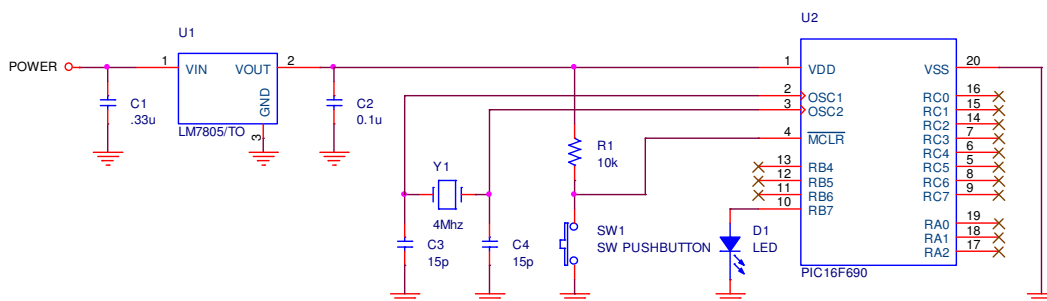 U1
POWER
1
VIN
VOUT
2
GND
3
LM7805/TO
C1
.33u
C2
0.1u
Y1
4Mhz
C3
15p
C4
15p
R1
10k
SW1
SW PUSHBUTTON
D1
LED
U2
1 VDD
2 OSC1
3 OSC2
4 MCLR
13 RB4
12 RB5
11 RB6
10 RB7
VSS 20
RC0 16
RC1 15
RC2 14
RC3 7
RC4 6
RC5 5
RC6 8
RC7 9
RA0 19
RA1 18
RA2 17
PIC16F690